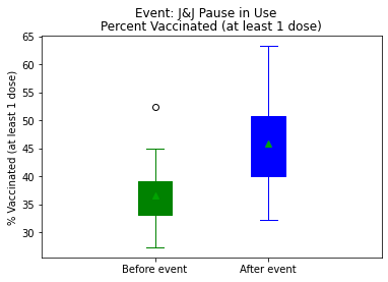 Event: J&J Pause in Use
Percent Vaccinated (at least 1 dose)
% Vaccinated (at least 1 dose)
65
60
55
50
45
40
35
30
Before event
After event